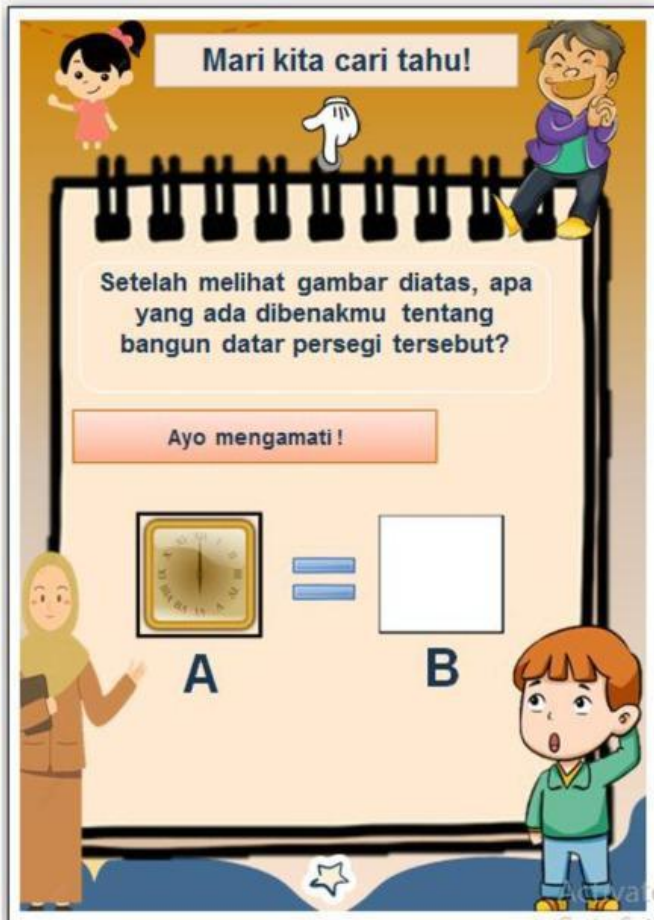 Mari kita cari tahu!
Setelah melihat gambar diatas, apa
yang ada dibenakmu tentang
bangun datar persegi tersebut?
Ayo mengamati !
A
B